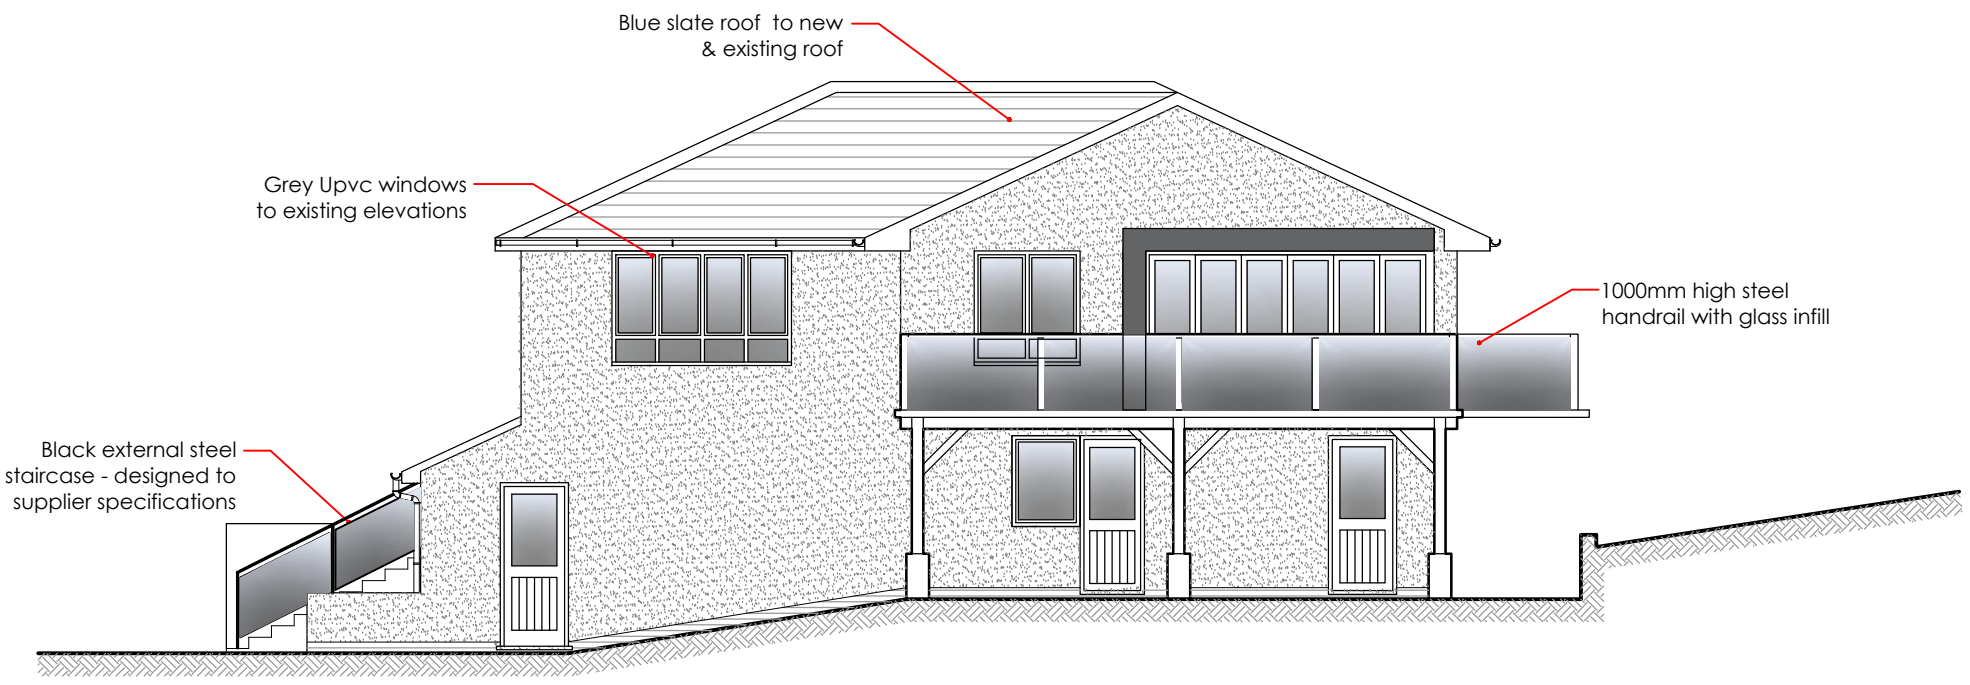 Blue slate roof to new
& existing roof
Grey Upvc windows
to existing elevations
1000mm high steel
handrail with glass infill
Black external steel
staircase - designed to
supplier specifications